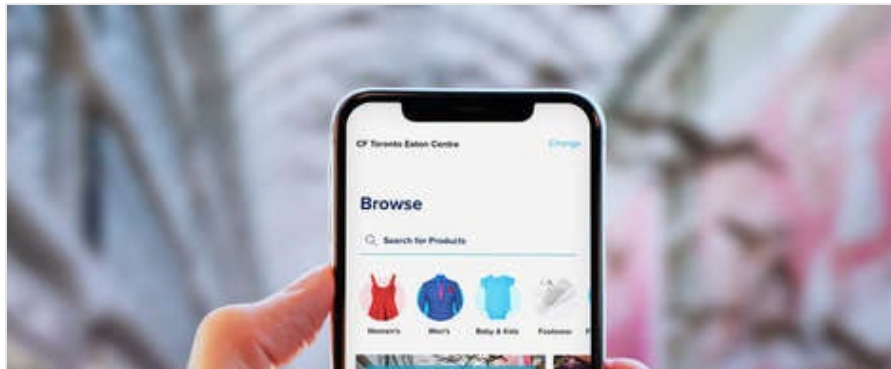 CF Toronto Eaton Centre Change
Browse
Search for Products
Women's Men's Baby & Kids Footwear